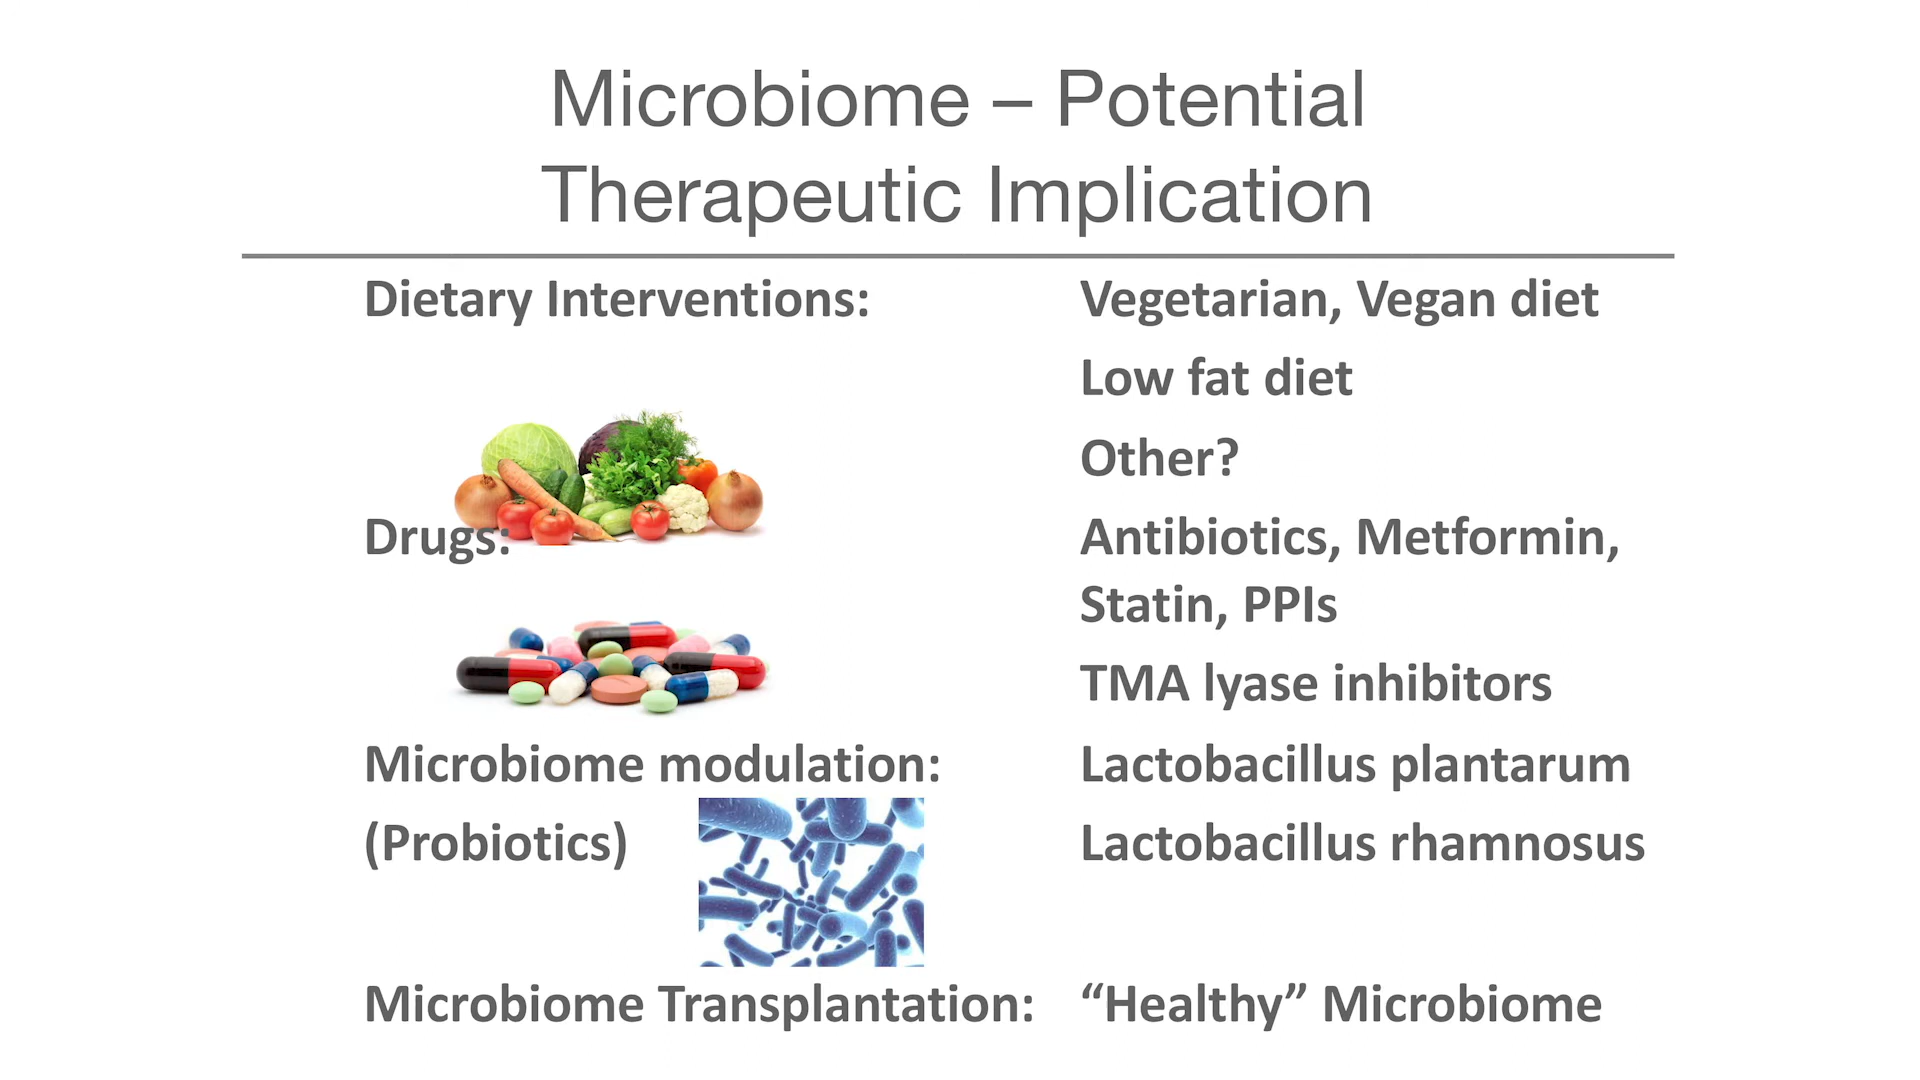 Microbiome – Potential
Therapeutic Implication
Dietary Interventions:
Vegetarian, Vegan diet
Low fat diet
Other?
Drugs:
Antibiotics, Metformin,
Statin, PPIs
TMA lyase inhibitors
Microbiome modulation:
Lactobacillus plantarum
(Probiotics)
Lactobacillus rhamnosus
Microbiome Transplantation:
“Healthy” Microbiome